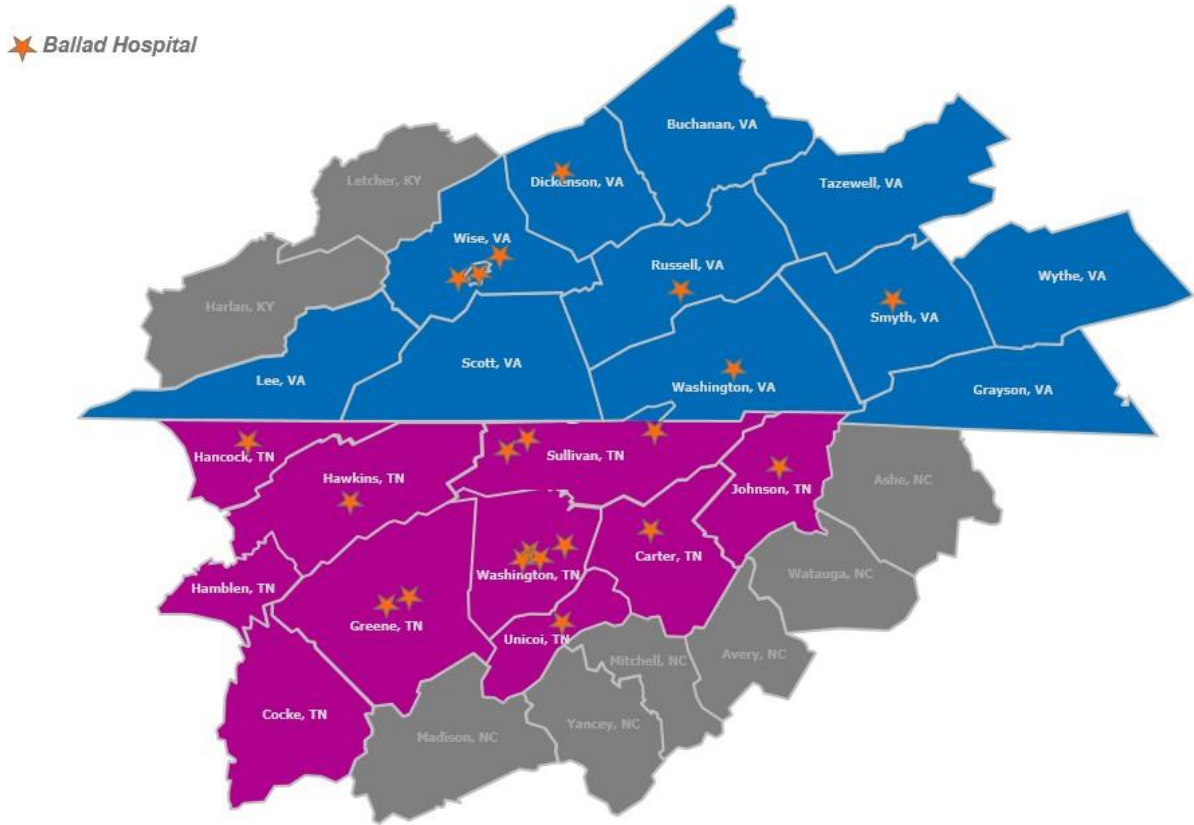 Ballad Hospital
Buchanan, VA
Letcher, KY
Dickenson, VA
Tazewell, VA
Wise, VA
Russell, VA
Wythe, VA
Harlan, KY
Smyth, VA
Scott, VA
Lee, VA
Washington, VA
Grayson, VA
Hancock, TN
Sullivan, TN
Hawkins, TN
Johnson, TN
Ashe, NC
Carter, TN
Washington, TN
Watauga, NC
Hamblen, TN
Greene, TN
Unicoi, TN
Mitchell, NC
Avery, NC
Cocke, TN
Yancey, NC
Madison, NC